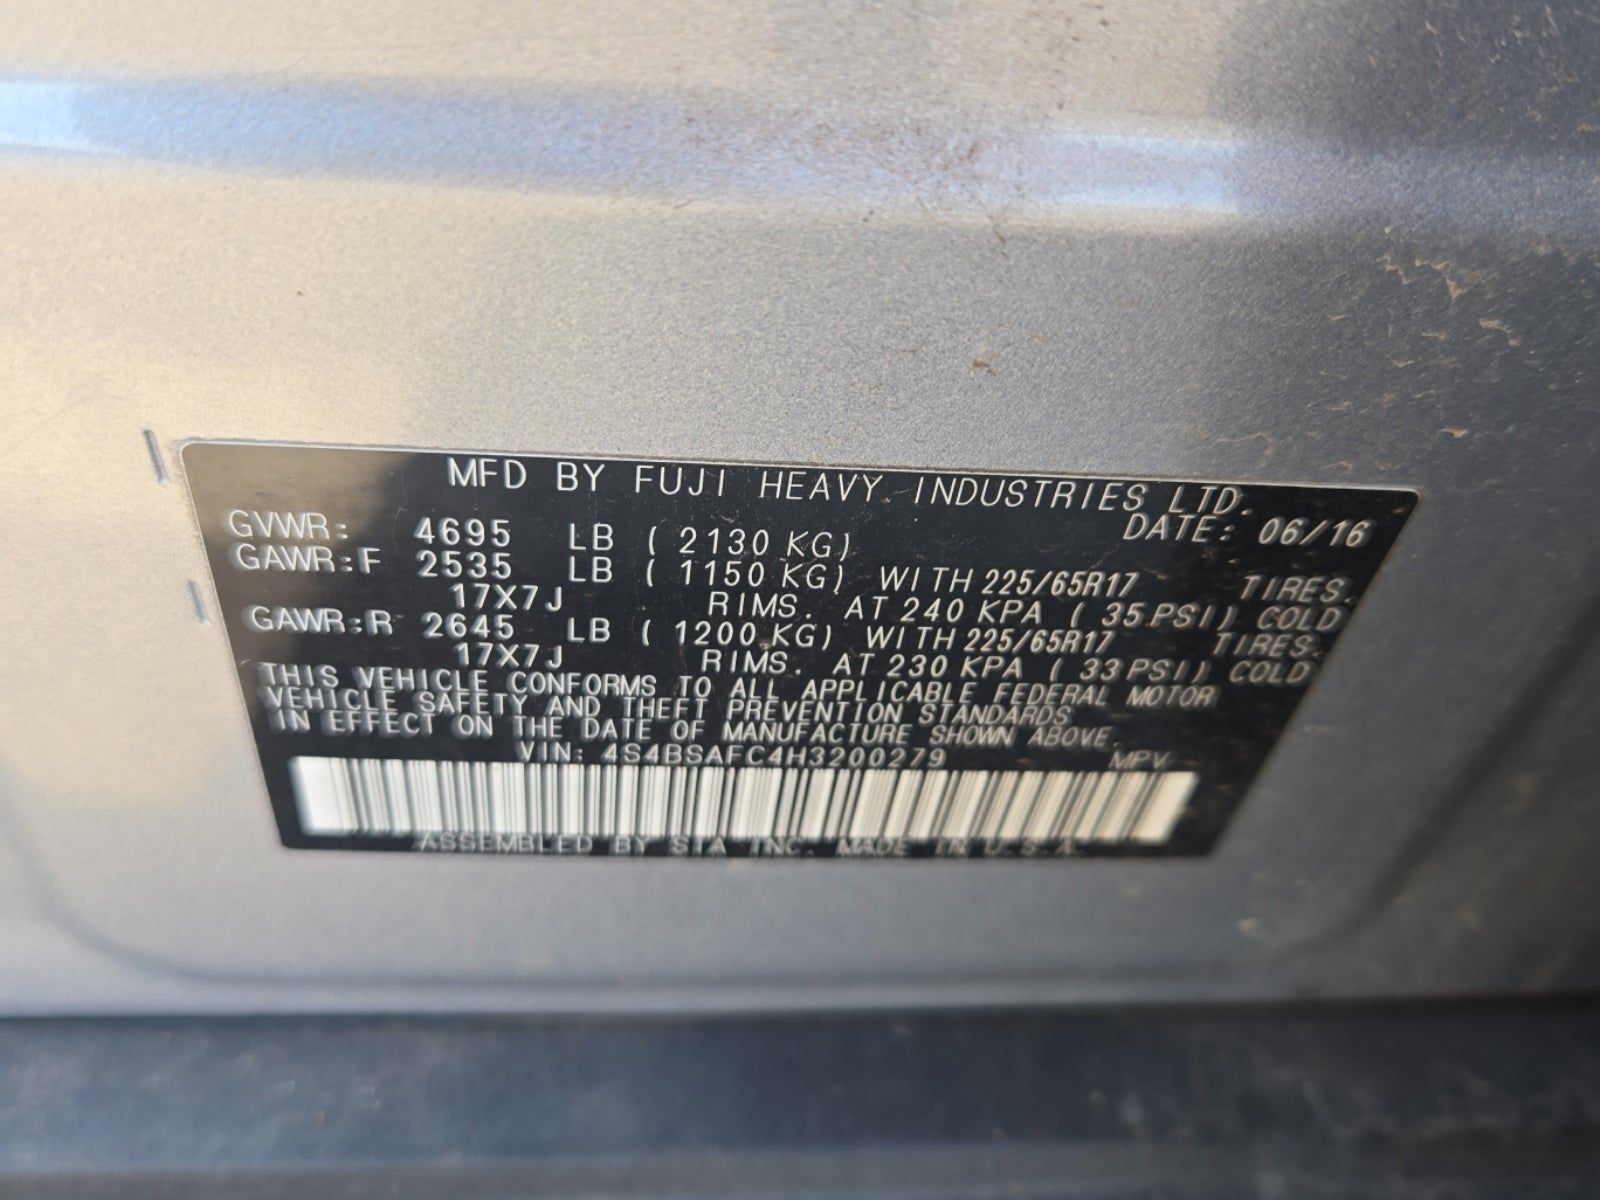 MFD BY FUJI HEAVY INDUSTRIES LTD.
DATE: 06/16
GVWR: 4695 LB ( 2130 KG)
GAWR:F 2535 LB ( 1150 KG) WITH 225/65R17 TIRES.
17X7J RIMS. AT 240 KPA ( 35 PSI) COLD
GAWR:R 2645 LB ( 1200 KG) WITH 225/65R17 TIRES.
17X7J RIMS. AT 230 KPA ( 33 PSI) COLD
THIS VEHICLE CONFORMS TO ALL APPLICABLE FEDERAL MOTOR
VEHICLE SAFETY AND THEFT PREVENTION STANDARDS
IN EFFECT ON THE DATE OF MANUFACTURE SHOWN ABOVE.
VIN: 4S4BSAFC4H3200279 MPV
ASSEMBLED BY SIA INC. MADE IN U.S.A.